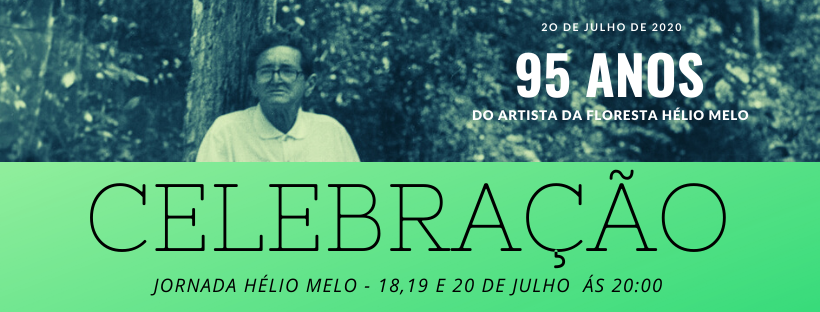 20 DE JULHO DE 2020
95 ANOS
DO ARTISTA DA FLORESTA HÉLIO MELO
CELEBRAÇÃO
JORNADA HÉLIO MELO - 18,19 E 20 DE JULHO ÁS 20:00